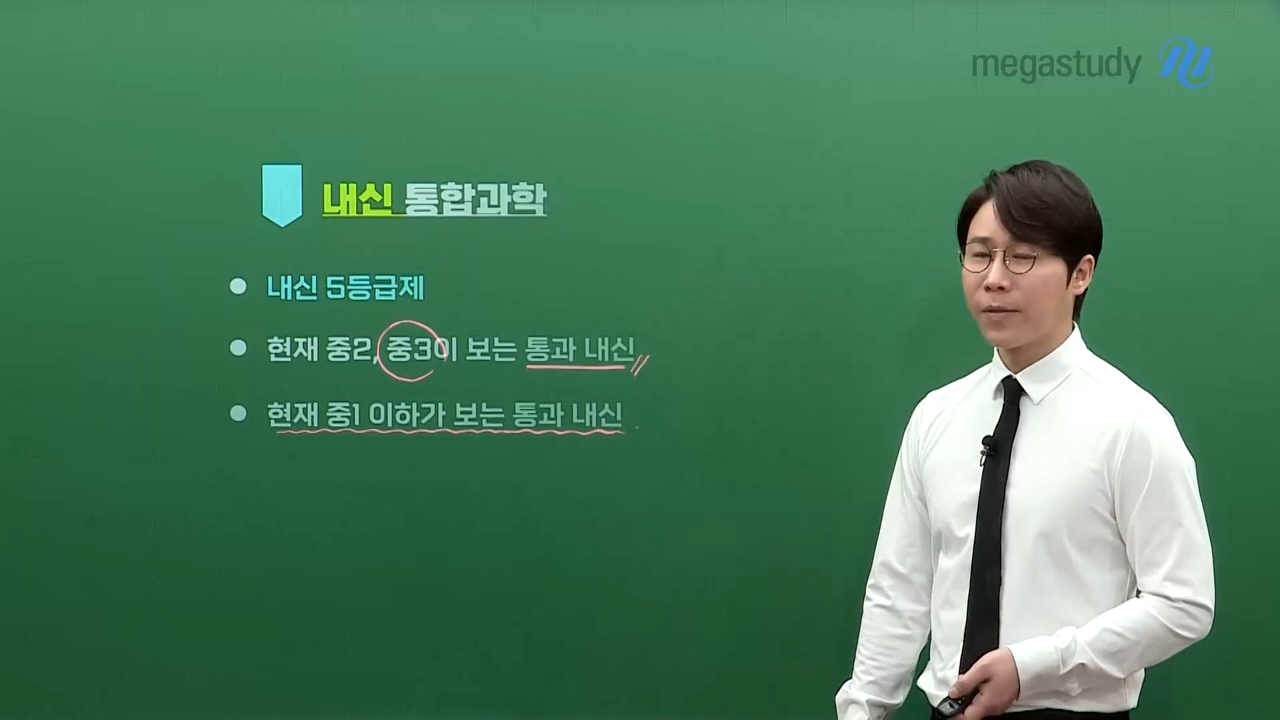 megastudy
내신 통합과학
내신 5등급제
현재 중2, 중3이 보는 통과 내신
현재 중1 이하가 보는 통과 내신